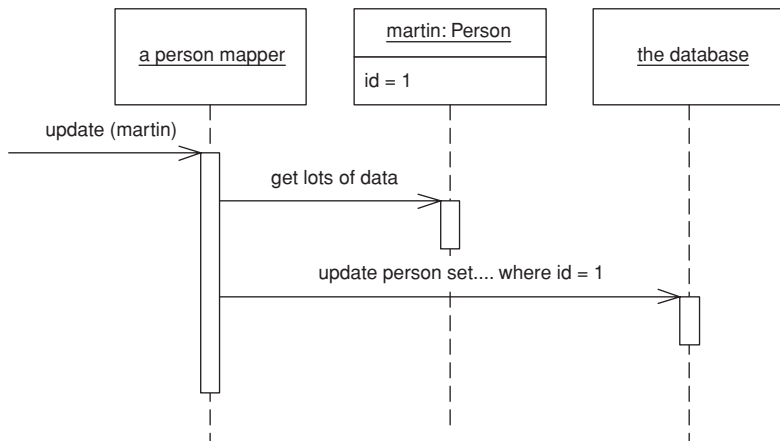 a person mapper
martin: Person
id = 1
the database
update (martin)
get lots of data
update person set.... where id = 1